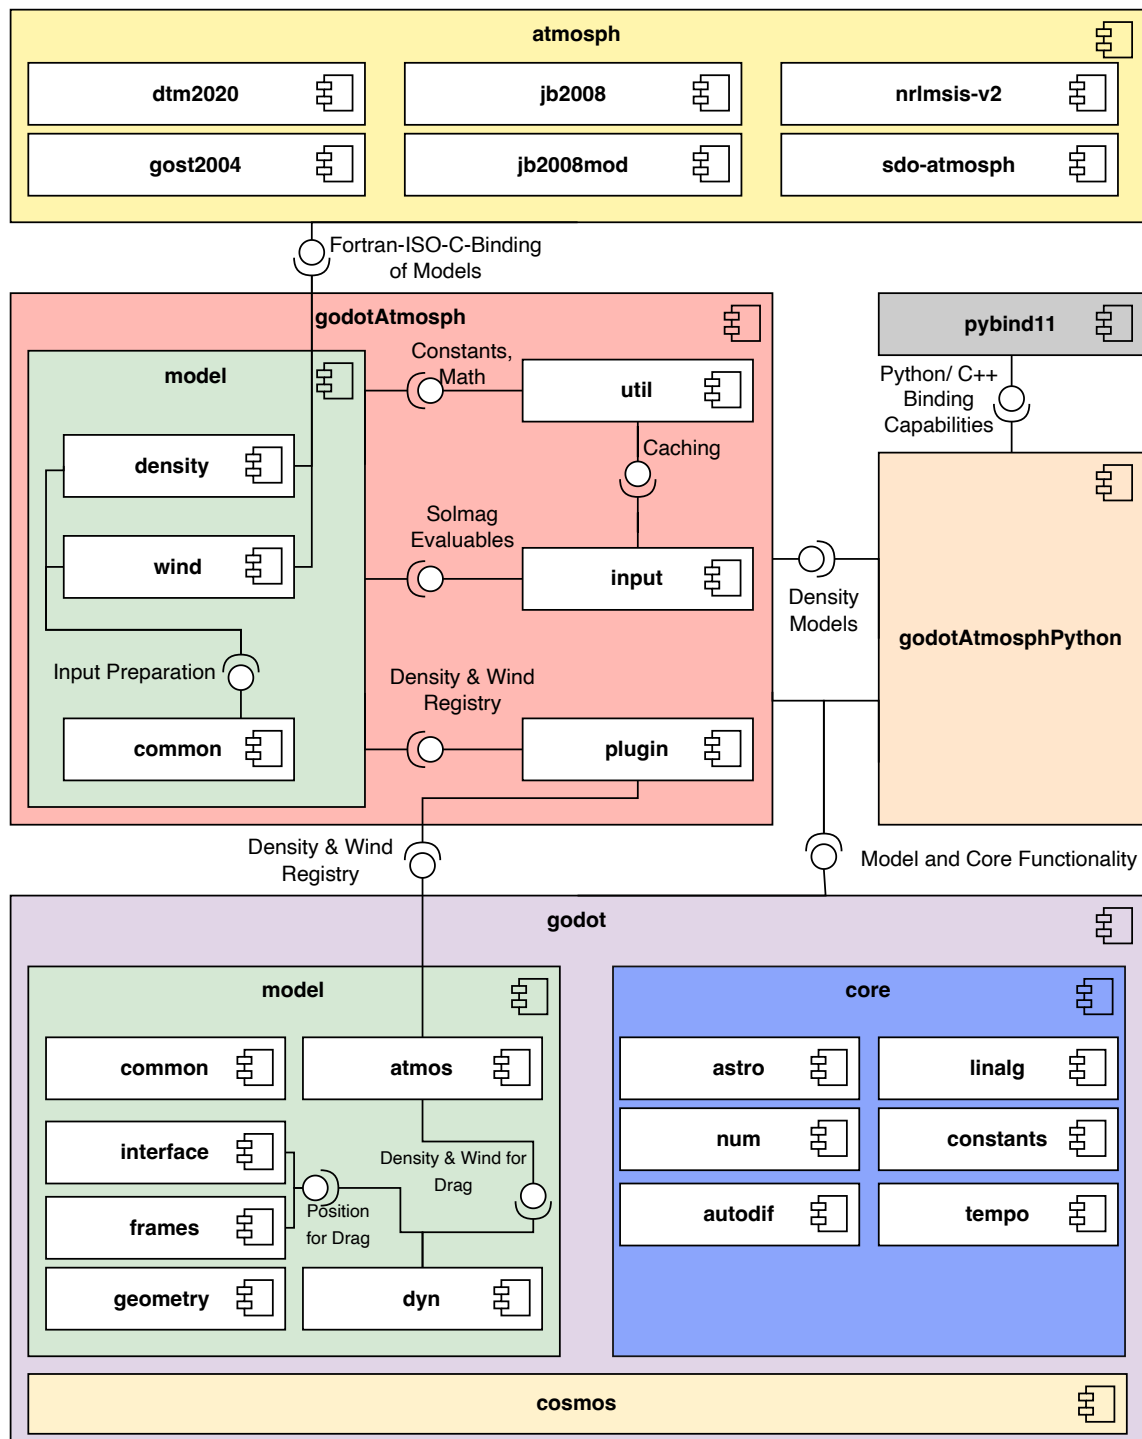 atmosph
dtm2020
jb2008
nrlmsis-v2
gost2004
jb2008mod
sdo-atmosph
Fortran-ISO-C-Binding
of Models
godotAtmosph
pybind11
model
Constants,
Math
util
Python/ C++
Binding
Capabilities
density
Caching
Solmag
Evaluables
wind
input
Density
Models
godotAtmosphPython
Input Preparation
Density & Wind
Registry
common
plugin
Density & Wind
Registry
Model and Core Functionality
godot
model
core
common
atmos
astro
linalg
interface
Density & Wind for
Drag
num
constants
frames
Position
for Drag
autodif
tempo
geometry
dyn
cosmos